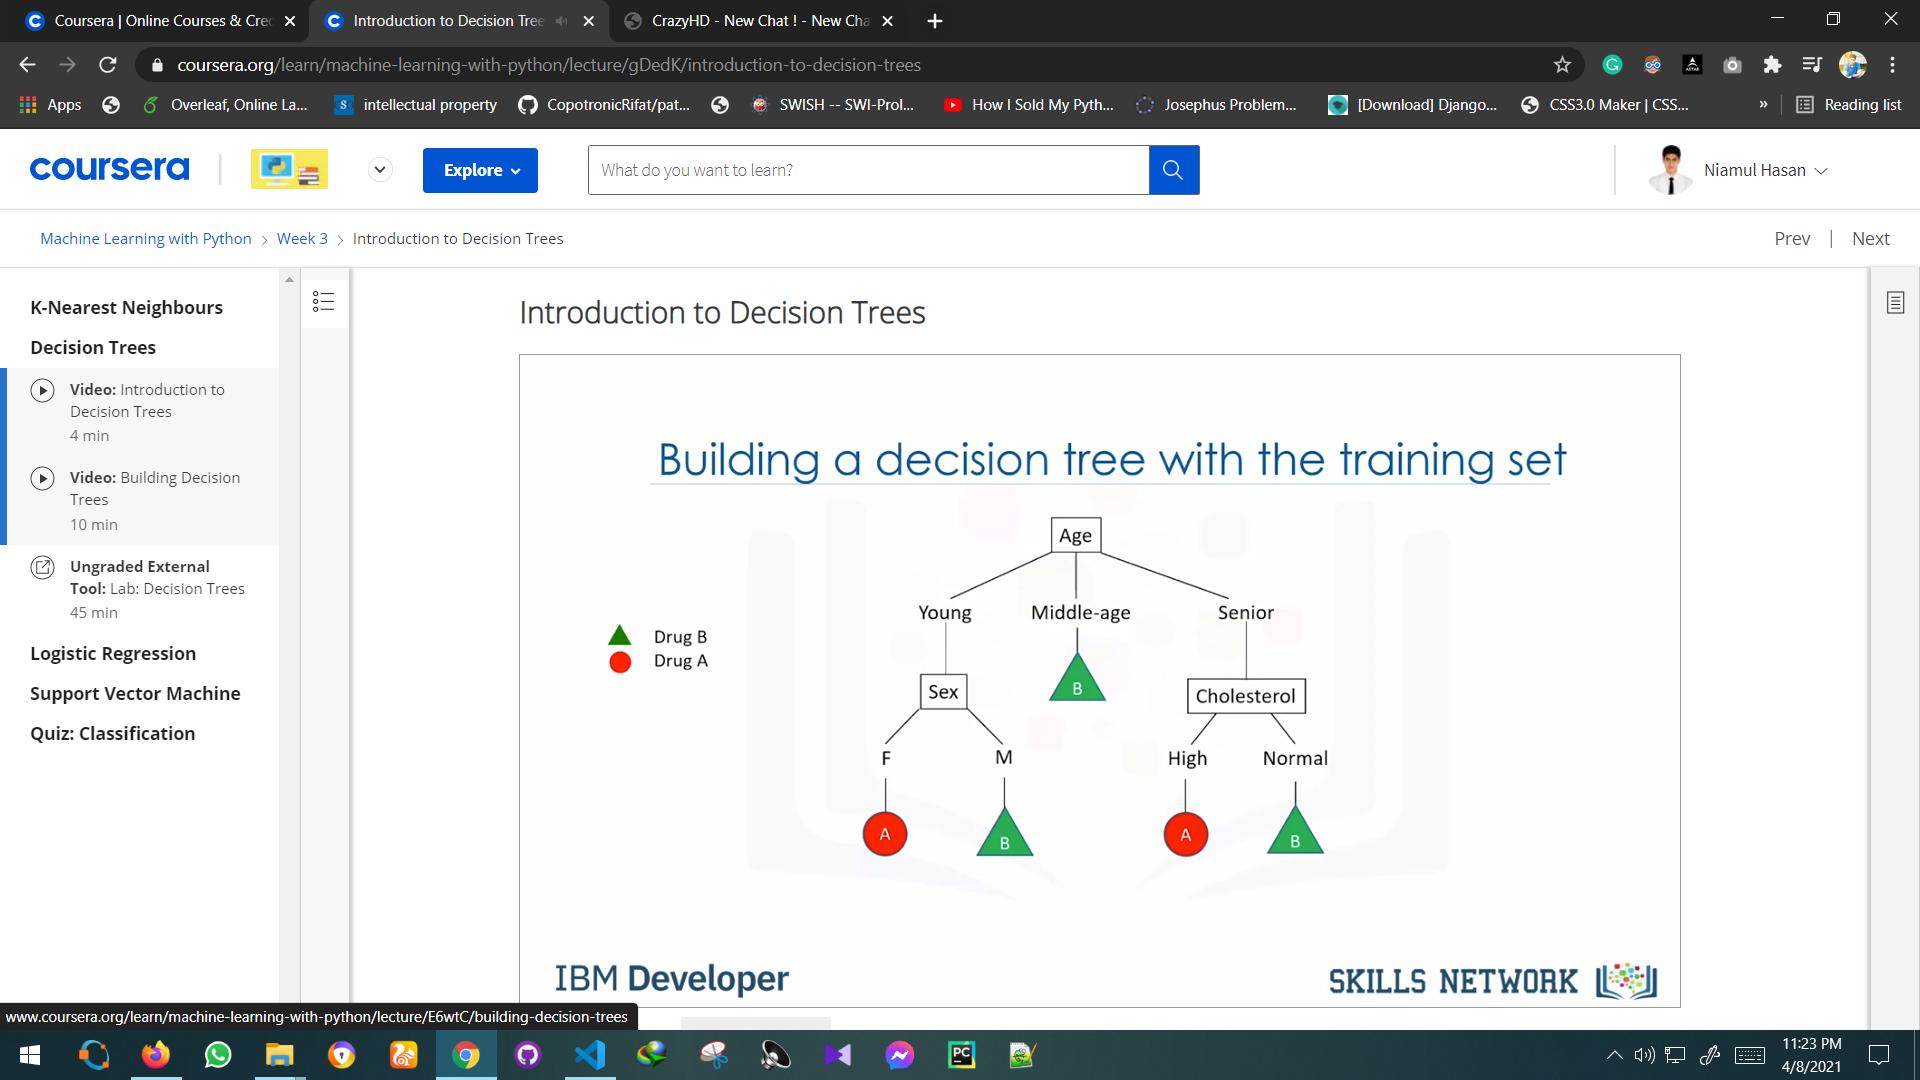 Coursera | Online Courses & Cre
Introduction to Decision Tree
CrazyHD - New Chat ! - New Cha
coursera.org/learn/machine-learning-with-python/lecture/gDedK/introduction-to-decision-trees
Apps
Overleaf, Online La...
intellectual property
CopotronicRifat/pat...
SWISH -- SWI-Prol...
How I Sold My Pyth...
Josephus Problem...
[Download] Django...
CSS3.0 Maker | CSS...
»
Reading list
coursera
Explore
What do you want to learn?
Niamul Hasan
Machine Learning with Python > Week 3 > Introduction to Decision Trees
Prev | Next
K-Nearest Neighbours
Decision Trees
Video: Introduction to
Decision Trees
4 min
Video: Building Decision
Trees
10 min
Ungraded External
Tool: Lab: Decision Trees
45 min
Logistic Regression
Support Vector Machine
Quiz: Classification
Introduction to Decision Trees
Building a decision tree with the training set
Age
Young
Middle-age
Senior
Drug B
Drug A
Sex
B
Cholesterol
F
M
High
Normal
A
B
A
B
IBM Developer
SKILLS NETWORK
www.coursera.org/learn/machine-learning-with-python/lecture/E6wtC/building-decision-trees
PC
11:23 PM
4/8/2021